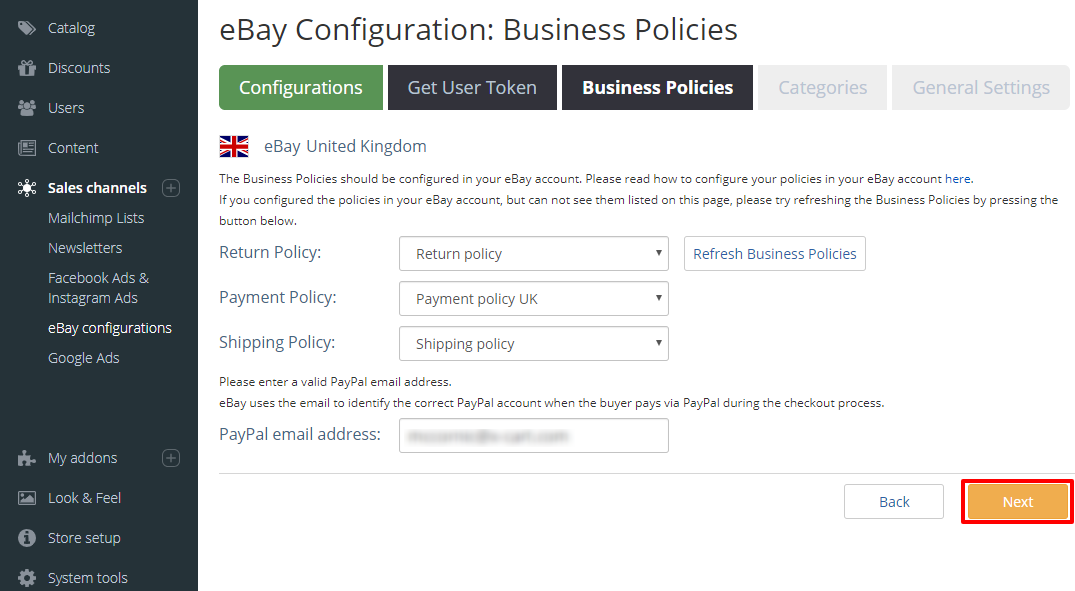 Catalog
Discounts
Users
Content
Sales channels
Mailchimp Lists
Newsletters
Facebook Ads &
Instagram Ads
eBay configurations
Google Ads
My addons
Look & Feel
Store setup
System tools
eBay Configuration: Business Policies
Configurations Get User Token Business Policies Categories General Settings
eBay United Kingdom
The Business Policies should be configured in your eBay account. Please read how to configure your policies in your eBay account here.
If you configured the policies in your eBay account, but can not see them listed on this page, please try refreshing the Business Policies by pressing the
button below.
Return Policy: Return policy Refresh Business Policies
Payment Policy: Payment policy UK
Shipping Policy: Shipping policy
Please enter a valid PayPal email address.
eBay uses the email to identify the correct PayPal account when the buyer pays via PayPal during the checkout process.
PayPal email address:
Back Next